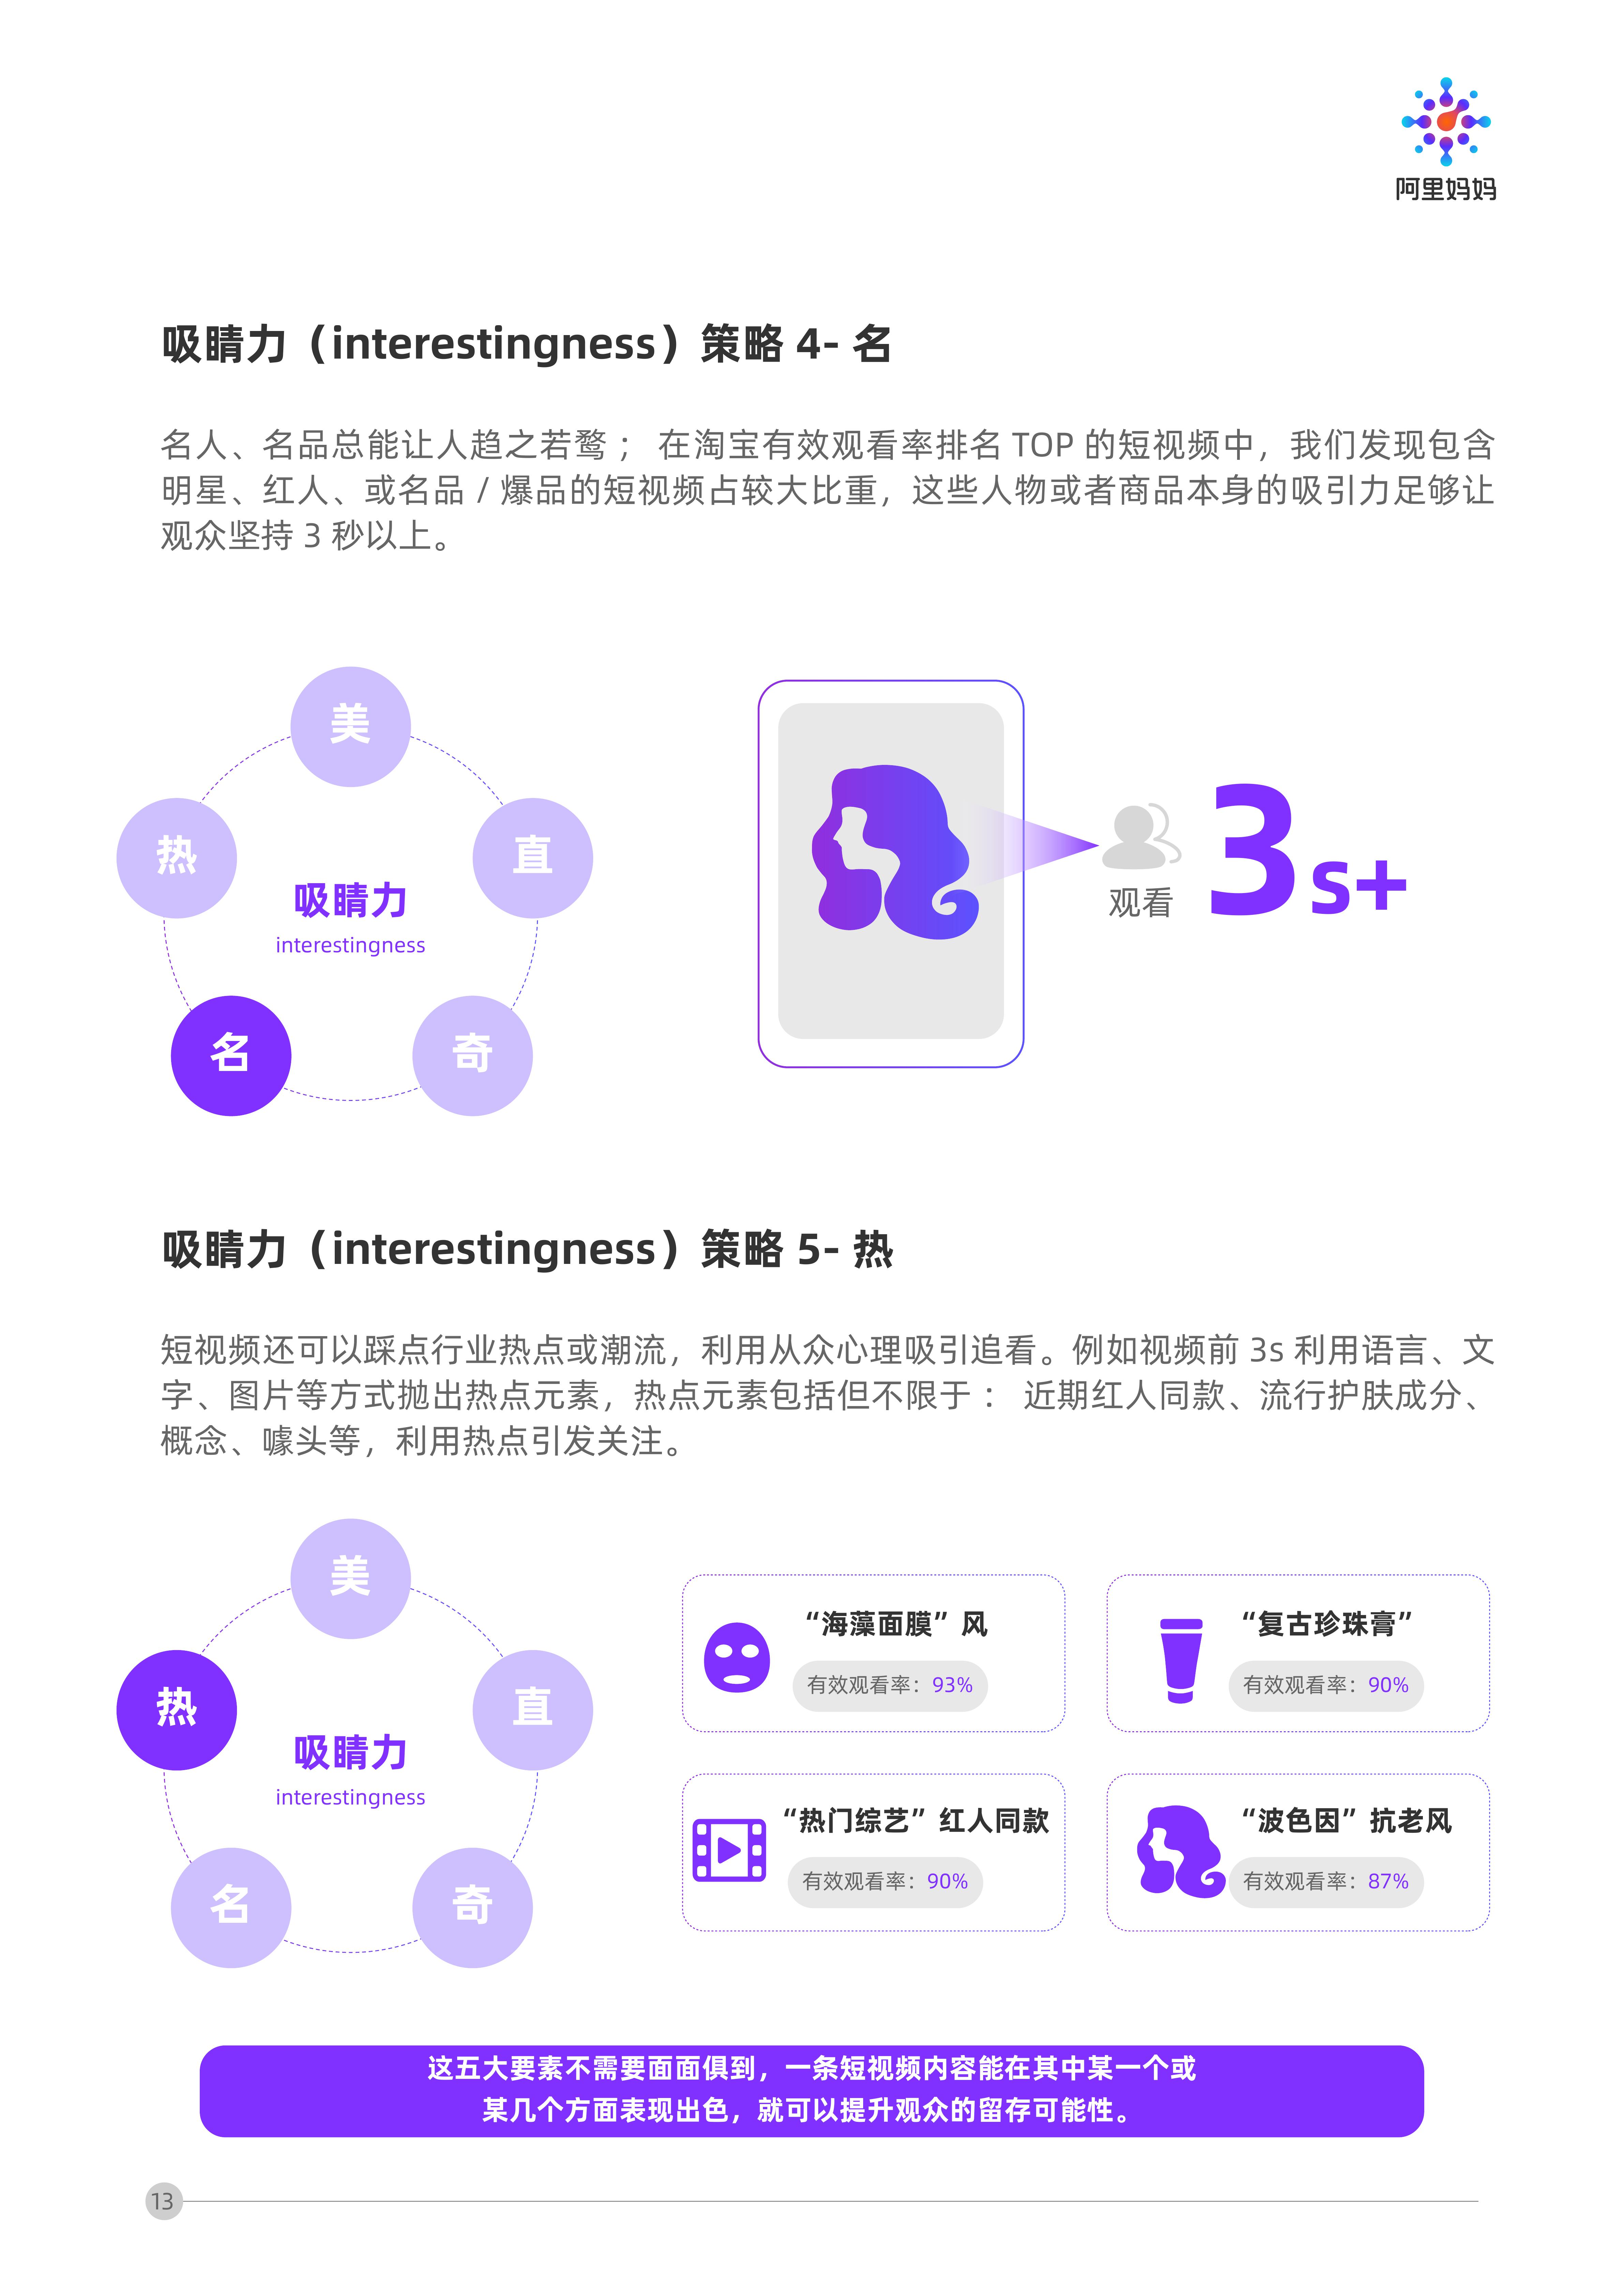 阿里妈妈
吸睛力（interestingness）策略 4- 名
名人、名品总能让人趋之若鹜； 在淘宝有效观看率排名 TOP 的短视频中，我们发现包含
明星、红人、或名品 / 爆品的短视频占较大比重，这些人物或者商品本身的吸引力足够让
观众坚持 3 秒以上。
美
热
直
吸睛力
interestingness
名
奇
观看
3s+
吸睛力（interestingness）策略 5- 热
短视频还可以踩点行业热点或潮流，利用从众心理吸引追看。例如视频前 3s 利用语言、文
字、图片等方式抛出热点元素，热点元素包括但不限于： 近期红人同款、流行护肤成分、
概念、噱头等，利用热点引发关注。
美
热
直
吸睛力
interestingness
名
奇
“海藻面膜”风
有效观看率：93%
“复古珍珠膏”
有效观看率：90%
“热门综艺”红人同款
有效观看率：90%
“波色因”抗老风
有效观看率：87%
这五大要素不需要面面俱到，一条短视频内容能在其中某一个或
某几个方面表现出色，就可以提升观众的留存可能性。
13